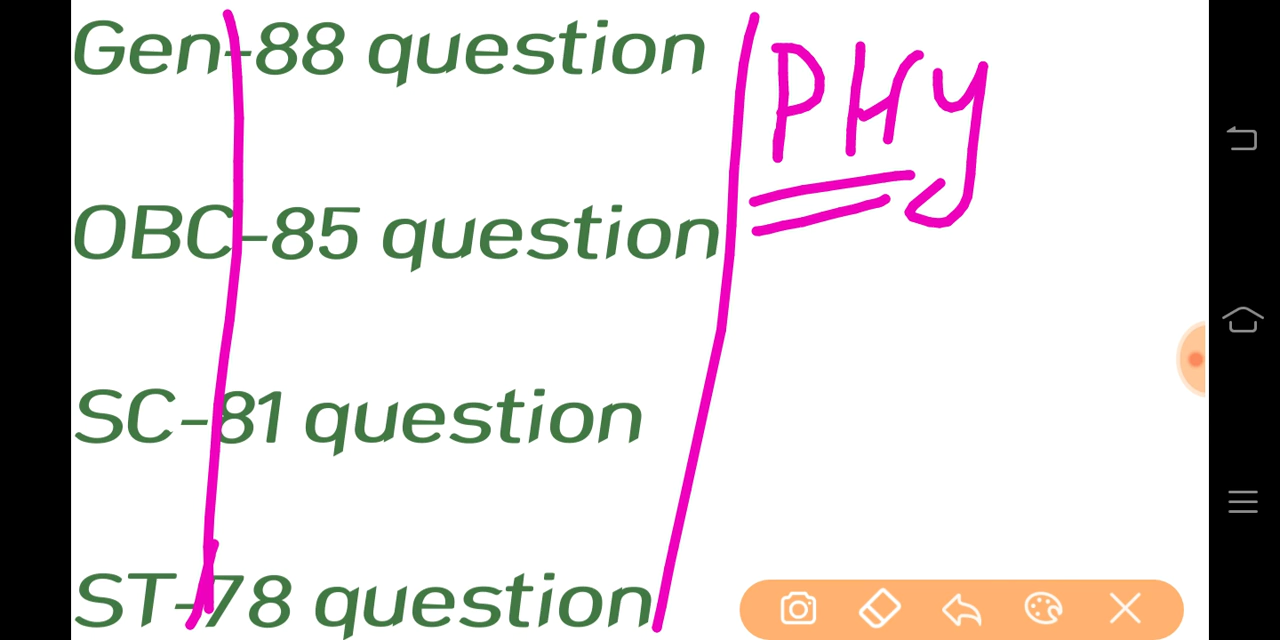 Gen-88 question
PHy
OBC-85 question
SC-81 question
ST-78 question